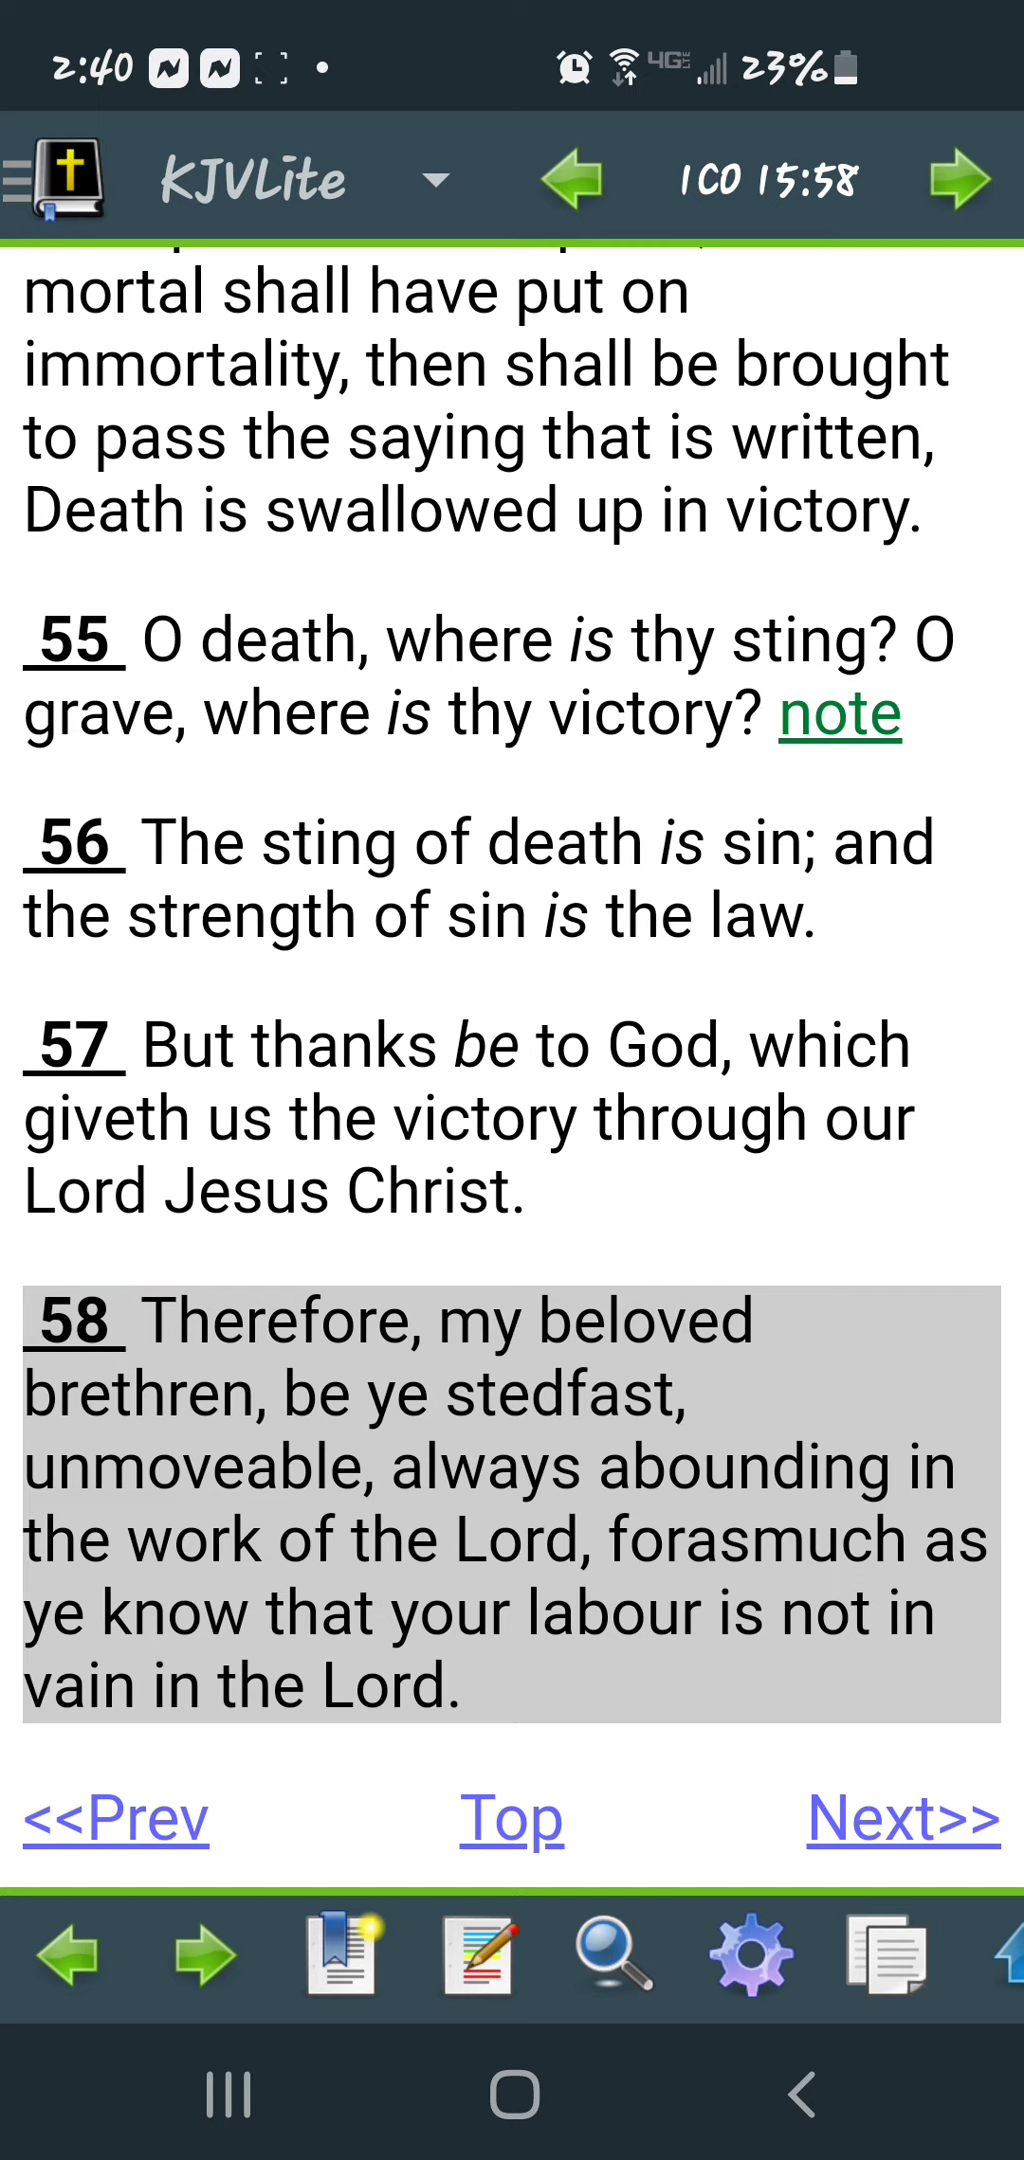 2:40 4GE LTE 23%
KJVLite 1CO 15:58
mortal shall have put on
immortality, then shall be brought
to pass the saying that is written,
Death is swallowed up in victory.
55 O death, where is thy sting? O
grave, where is thy victory? note
56 The sting of death is sin; and
the strength of sin is the law.
57 But thanks be to God, which
giveth us the victory through our
Lord Jesus Christ.
58 Therefore, my beloved
brethren, be ye stedfast,
unmoveable, always abounding in
the work of the Lord, forasmuch as
ye know that your labour is not in
vain in the Lord.
<<Prev Top Next>>